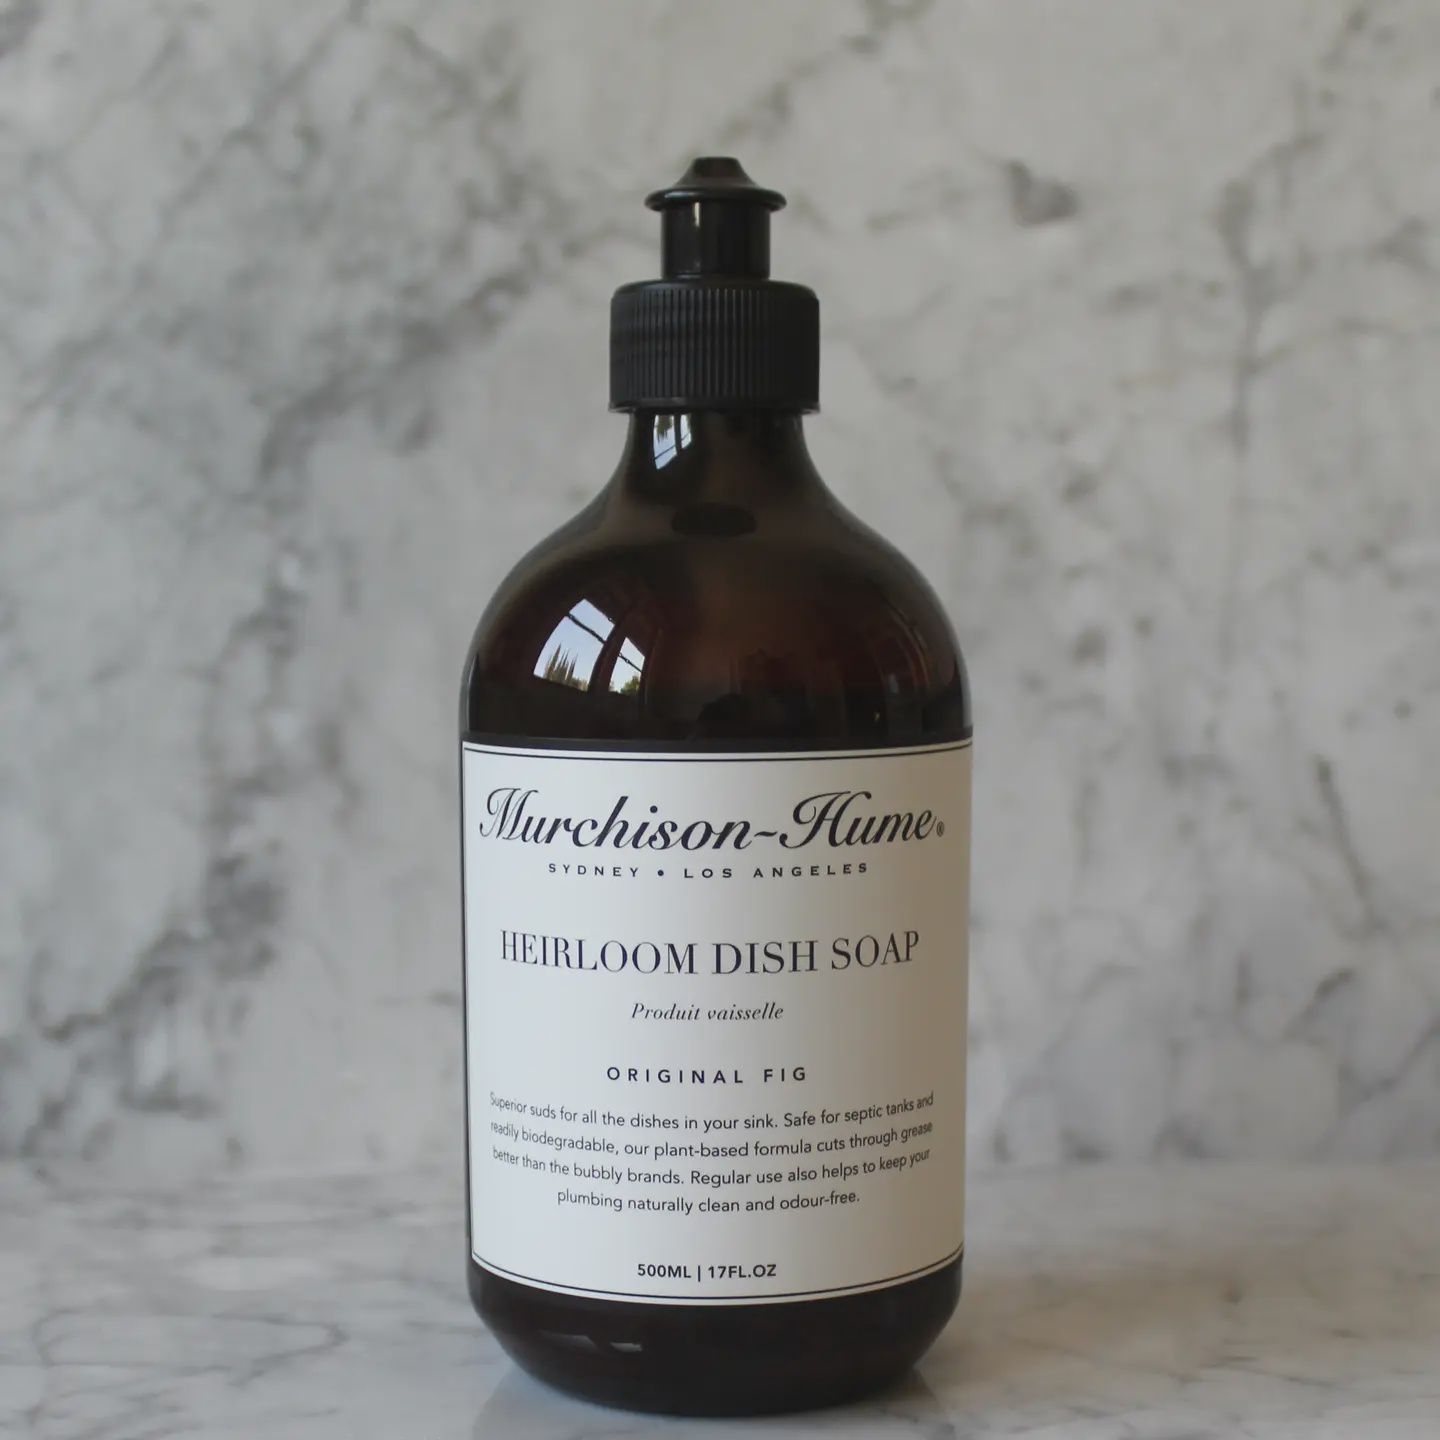 Murchison-Hume®
SYDNEY • LOS ANGELES
HEIRLOOM DISH SOAP
Produit vaisselle
ORIGINAL FIG
Superior suds for all the dishes in your sink. Safe for septic tanks and
readily biodegradable, our plant-based formula cuts through grease
better than the bubbly brands. Regular use also helps to keep your
plumbing naturally clean and odour-free.
500ML | 17FL.OZ